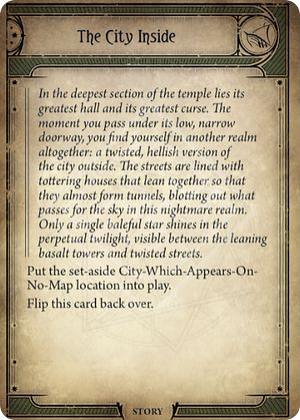 The City Inside
In the deepest section of the temple lies its
greatest hall and its greatest curse. The
moment you pass under its low, narrow
doorway, you find yourself in another realm
altogether: a twisted, hellish version of
the city outside. The streets are lined with
tottering houses that lean together so that
they almost form tunnels, blotting out what
passes for the sky in this nightmare realm.
Only a single baleful star shines in the
perpetual twilight, visible between the leaning
basalt towers and twisted streets.
Put the set-aside City-Which-Appears-On-
No-Map location into play.
Flip this card back over.
STORY